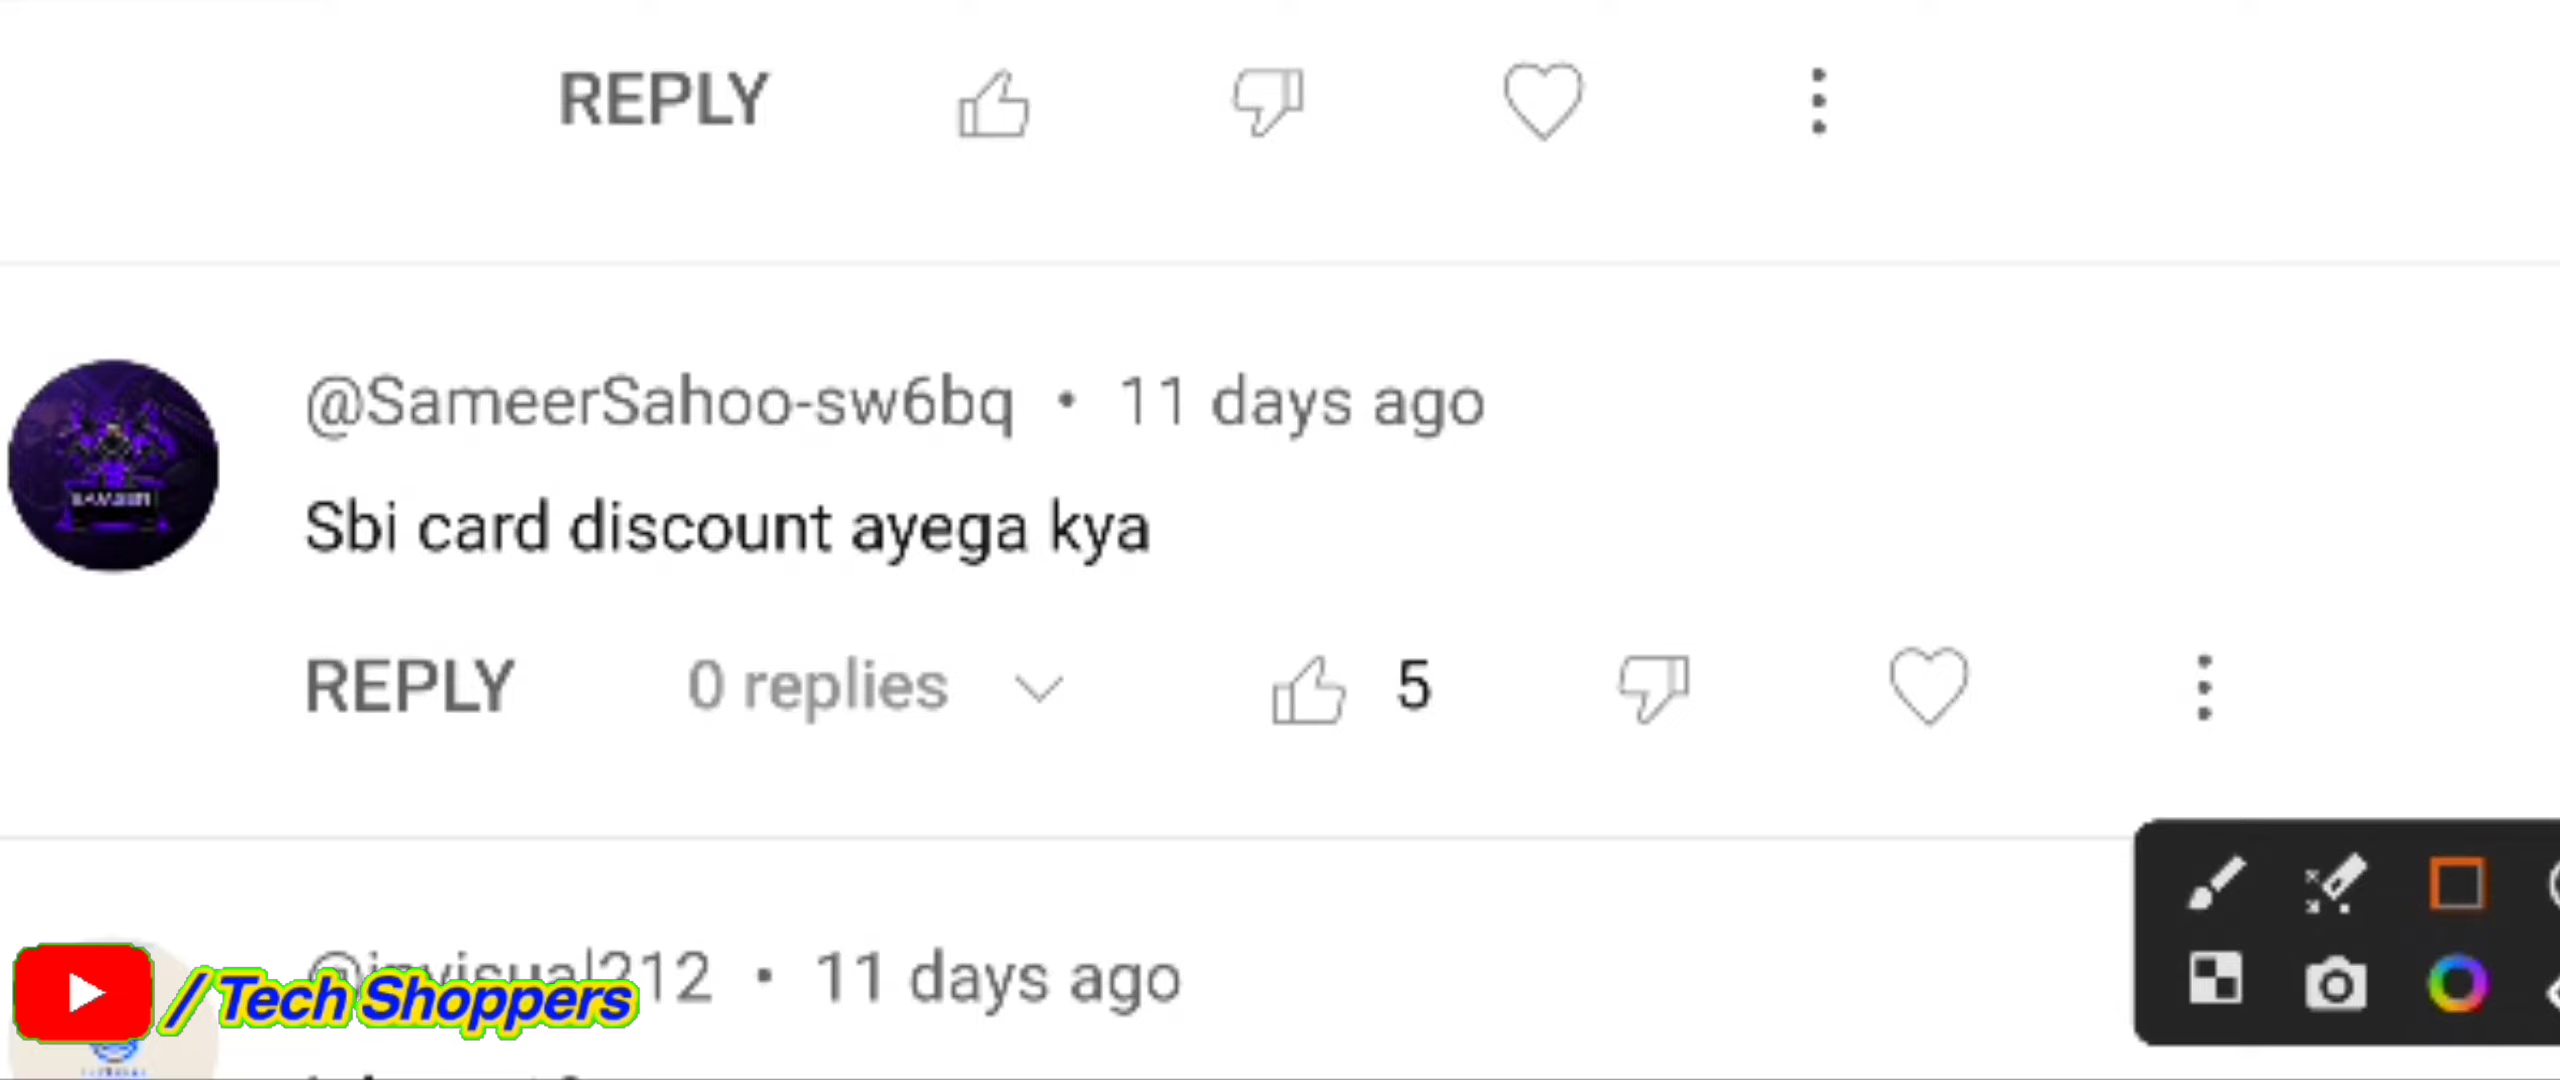 REPLY
@SameerSahoo-sw6bq • 11 days ago
Sbi card discount ayega kya
REPLY 0 replies 5
212 • 11 days ago
/ Tech Shoppers